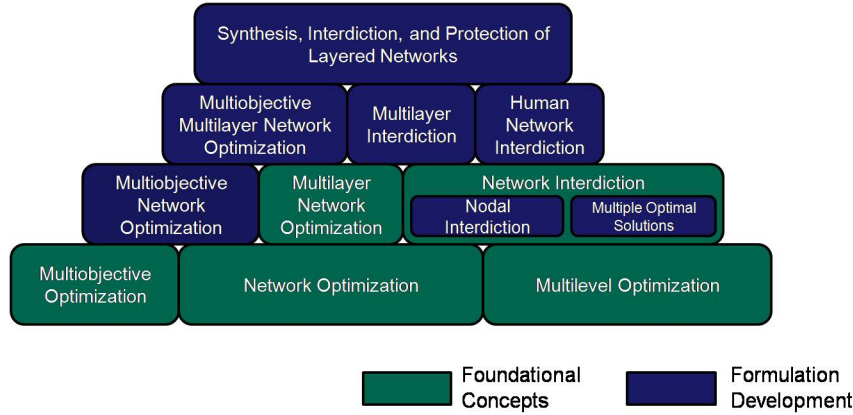 Synthesis, Interdiction, and Protection of
Layered Networks
Multiobjective
Multilayer Network
Optimization
Multilayer
Interdiction
Human
Network
Interdiction
Multiobjective
Network
Optimization
Multilayer
Network
Optimization
Network Interdiction
Nodal
Interdiction
Multiple Optimal
Solutions
Multiobjective
Optimization
Network Optimization
Multilevel Optimization
Foundational
Concepts
Formulation
Development